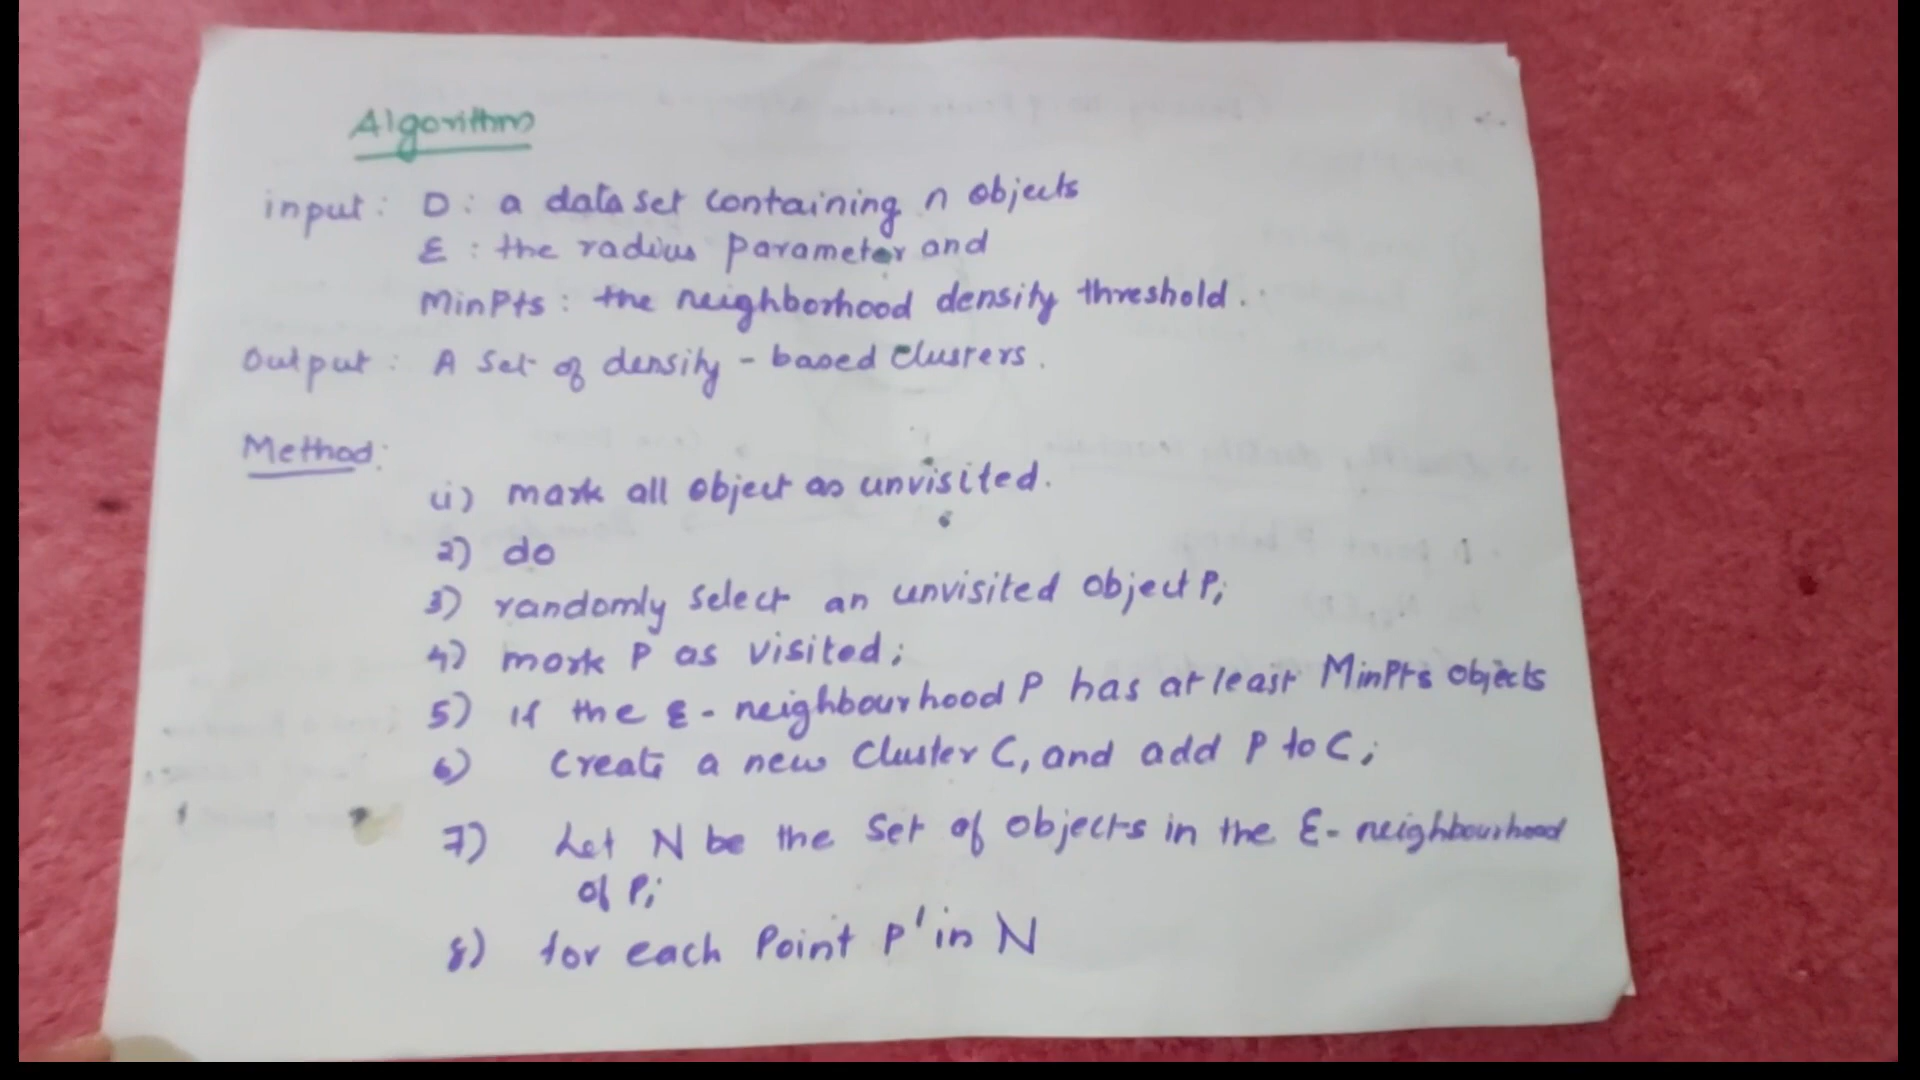 Algorithm
input: D: a data set containing n objects
ε: the radius parameter and
MinPts: the neighborhood density threshold.
Output: A set of density-based clusters.
Method:
(1) mark all object as unvisited.
2) do
3) randomly select an unvisited object P;
4) mark P as visited;
5) if the ε-neighbourhood P has at least MinPts objects
6) Create a new cluster C, and add P to C;
7) Let N be the set of objects in the ε-neighbourhood
of P;
8) for each Point P' in N